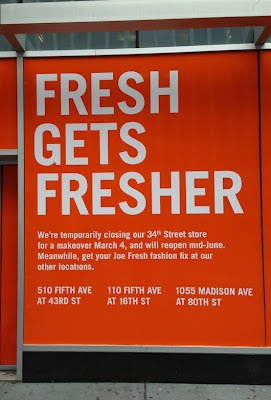 FRESH
GETS
FRESHER
We're temporarily closing our 34th Street store
for a makeover March 4, and will reopen mid-June.
Meanwhile, get your Joe Fresh fashion fix at our
other locations.
510 FIFTH AVE 110 FIFTH AVE 1055 MADISON AVE
AT 43RD ST AT 16TH ST AT 80TH ST